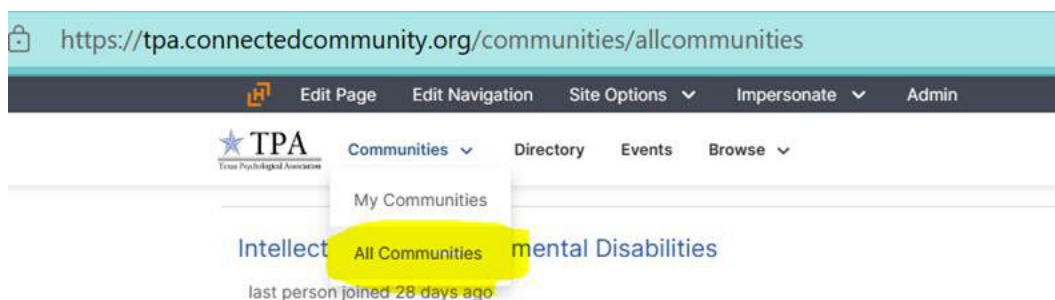 https://tpa.connectedcommunity.org/communities/allcommunities
Edit Page Edit Navigation Site Options Impersonate Admin
TPA Communities Directory Events Browse
Texas Psychological Association
My Communities
Intellect All Communities mental Disabilities
last person joined 28 days ago